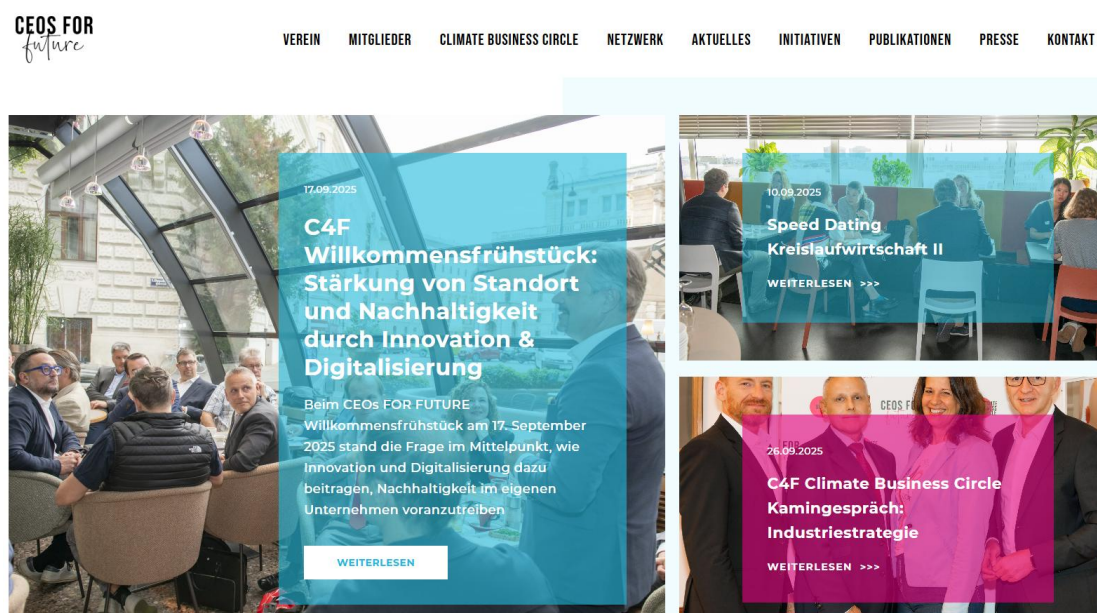 CEOS FOR
future
VEREIN
MITGLIEDER
CLIMATE BUSINESS CIRCLE
NETZWERK
AKTUELLES
INITIATIVEN
PUBLIKATIONEN
PRESSE
KONTAKT
17.09.2025
C4F
Willkommensfrühstück:
Stärkung von Standort
und Nachhaltigkeit
durch Innovation &
Digitalisierung
Beim CEOs FOR FUTURE
Willkommensfrühstück am 17. September
2025 stand die Frage im Mittelpunkt, wie
Innovation und Digitalisierung dazu
beitragen, Nachhaltigkeit im eigenen
Unternehmen voranzutreiben
WEITERLESEN
10.09.2025
Speed Dating
Kreislaufwirtschaft II
WEITERLESEN >>>
CEOS
26.09.2025
C4F Climate Business Circle
Kamingespräch:
Industriestrategie
WEITERLESEN >>>